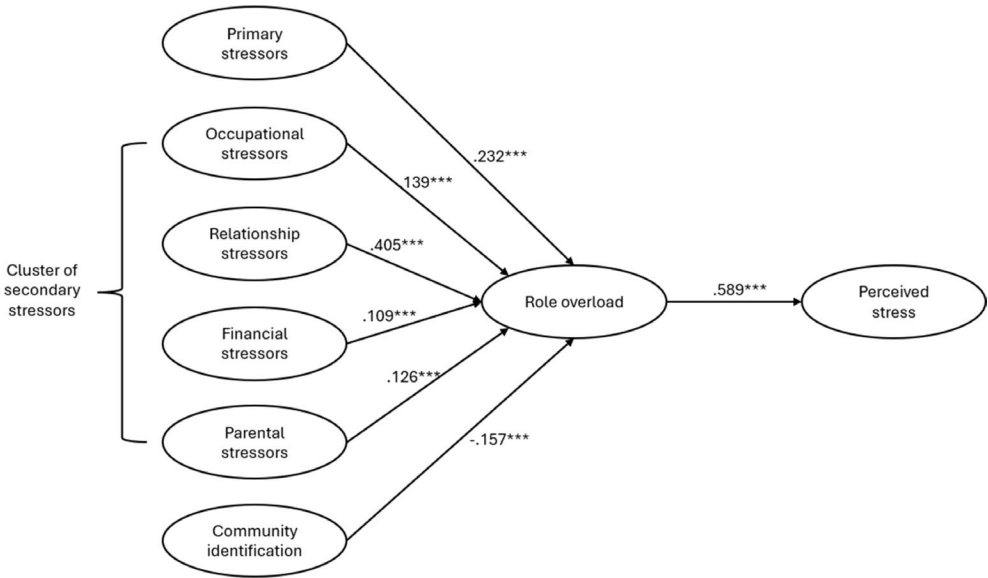 Primary
stressors
.232***
Occupational
stressors
.139***
Relationship
stressors
.405***
Cluster of
secondary
stressors
Financial
stressors
.109***
Parental
stressors
.126***
Community
identification
-.157***
Role overload
.589***
Perceived
stress